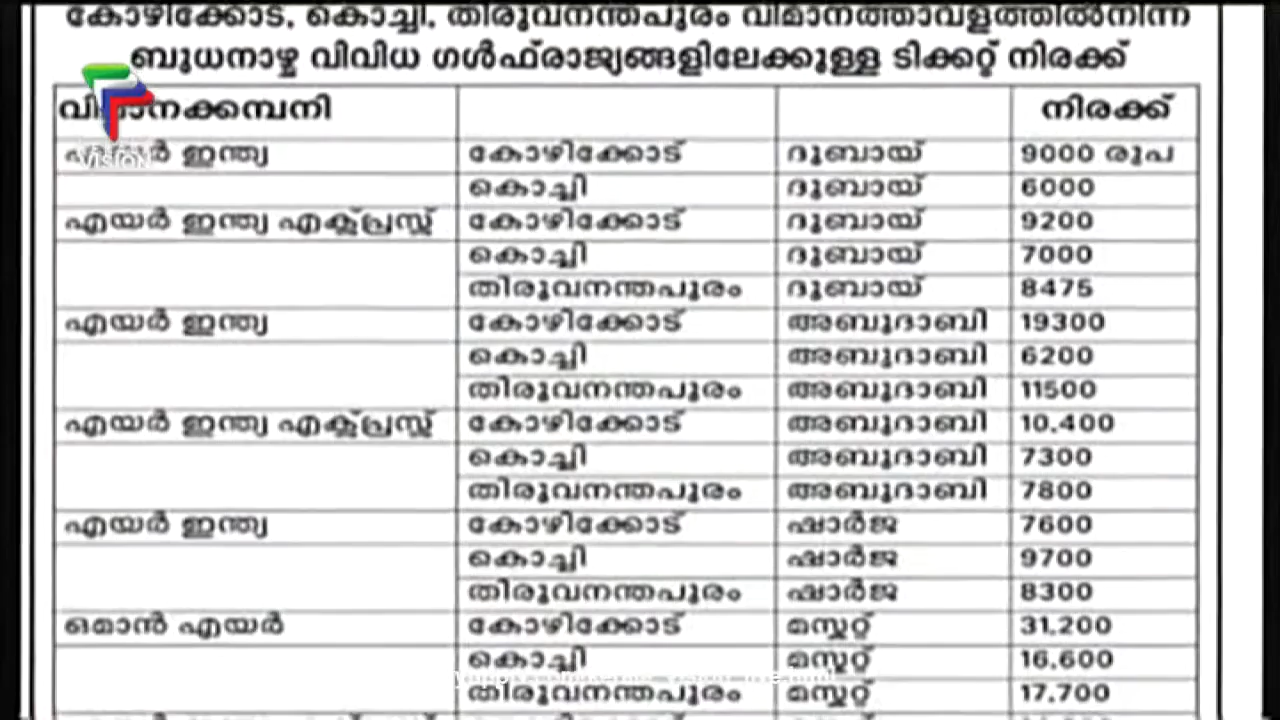 കോഴിക്കോട്, കൊച്ചി, തിരുവനന്തപുരം വിമാനത്താവളത്തിൽനിന്ന
ബുധനാഴ്ച വിവിധ ഗൾഫ്‌രാജ്യങ്ങളിലേക്കുള്ള ടിക്കറ്റ് നിരക്ക്
വിമാനക്കമ്പനി നിരക്ക്
എയർ ഇന്ത്യ കോഴിക്കോട് ദുബായ് 9000 രൂപ
VISION
കൊച്ചി ദുബായ് 6000
എയർ ഇന്ത്യ എക്സ്പ്രസ്സ് കോഴിക്കോട് ദുബായ് 9200
കൊച്ചി ദുബായ് 7000
തിരുവനന്തപുരം ദുബായ് 8475
എയർ ഇന്ത്യ കോഴിക്കോട് അബുദാബി 19300
കൊച്ചി അബുദാബി 6200
തിരുവനന്തപുരം അബുദാബി 11500
എയർ ഇന്ത്യ എക്സ്പ്രസ്സ് കോഴിക്കോട് അബുദാബി 10,400
കൊച്ചി അബുദാബി 7300
തിരുവനന്തപുരം അബുദാബി 7800
എയർ ഇന്ത്യ കോഴിക്കോട് ഷാർജ 7600
കൊച്ചി ഷാർജ 9700
തിരുവനന്തപുരം ഷാർജ 8300
ഒമാൻ എയർ കോഴിക്കോട് മസ്കറ്റ് 31,200
കൊച്ചി മസ്കറ്റ് 16,600
തിരുവനന്തപുരം മസ്കറ്റ് 17,700